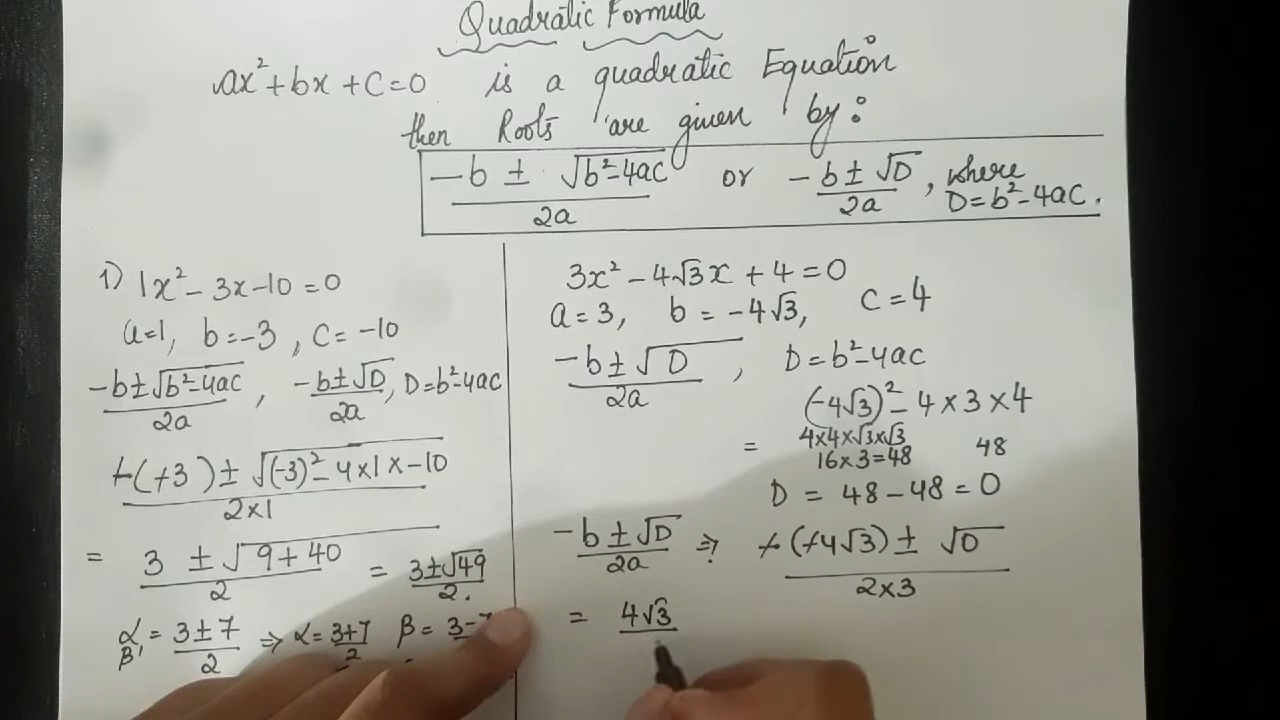 Quadratic Formula
ax²+bx+c=0 is a quadratic Equation
then Roots are given by:
-b ± √b²-4ac / 2a or -b±√D / 2a, where D=b²-4ac.
1) 1x²-3x-10=0
a=1, b=-3, c=-10
-b±√b²-4ac / 2a, -b±√D / 2a, D=b²-4ac
-(-3) ± √(-3)²-4×1×-10 / 2×1
= 3 ± √9+40 / 2 = 3±√49 / 2.
α, β = 3±7 / 2 ⇒ α=3+7 / 2 β=3-7
3x²-4√3x+4=0
a=3, b=-4√3, c=4
-b±√D / 2a, D=b²-4ac
(-4√3)²-4×3×4
= 4×4×√3×√3
16×3=48 48
D = 48-48=0
-b±√D / 2a ⇒ -(-4√3) ± √0 / 2×3
= 4√3